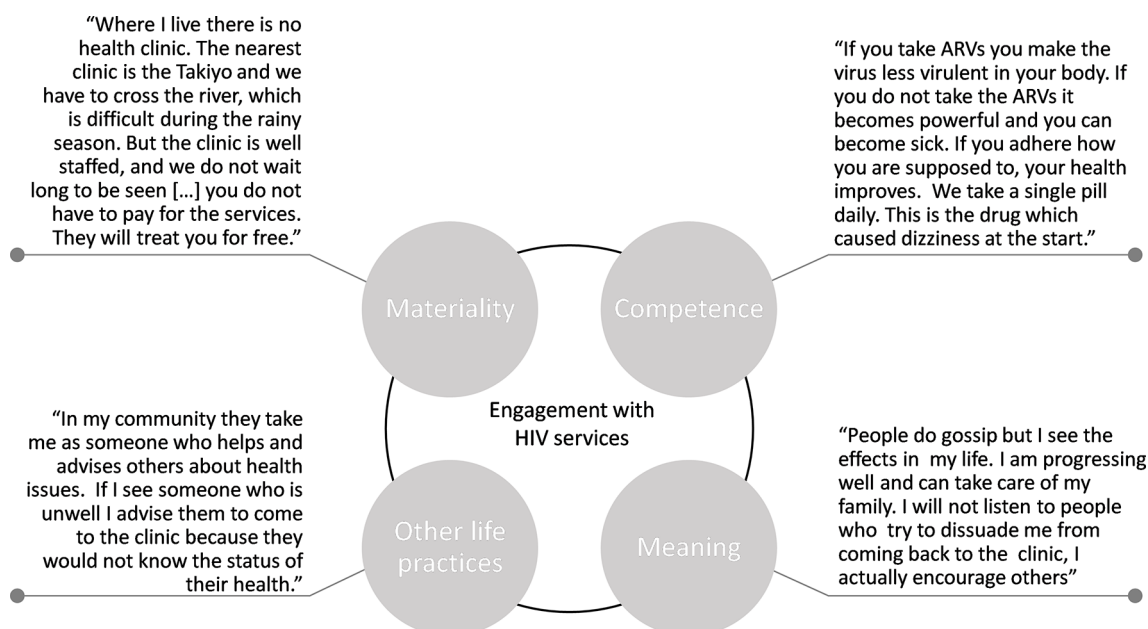 “Where I live there is no
health clinic. The nearest
clinic is the Takiyo and we
have to cross the river, which
is difficult during the rainy
season. But the clinic is well
staffed, and we do not wait
long to be seen [...] you do not
have to pay for the services.
They will treat you for free.”
“If you take ARVs you make the
virus less virulent in your body. If
you do not take the ARVs it
becomes powerful and you can
become sick. If you adhere how
you are supposed to, your health
improves.  We take a single pill
daily. This is the drug which
caused dizziness at the start.”
Materiality
Competence
Engagement with
HIV services
“In my community they take
me as someone who helps and
advises others about health
issues.  If I see someone who is
unwell I advise them to come
to the clinic because they
would not know the status of
their health.”
Other life
practices
Meaning
“People do gossip but I see the
effects in  my life. I am progressing
well and can take care of my
family. I will not listen to people
who  try to dissuade me from
coming back to the  clinic, I
actually encourage others”